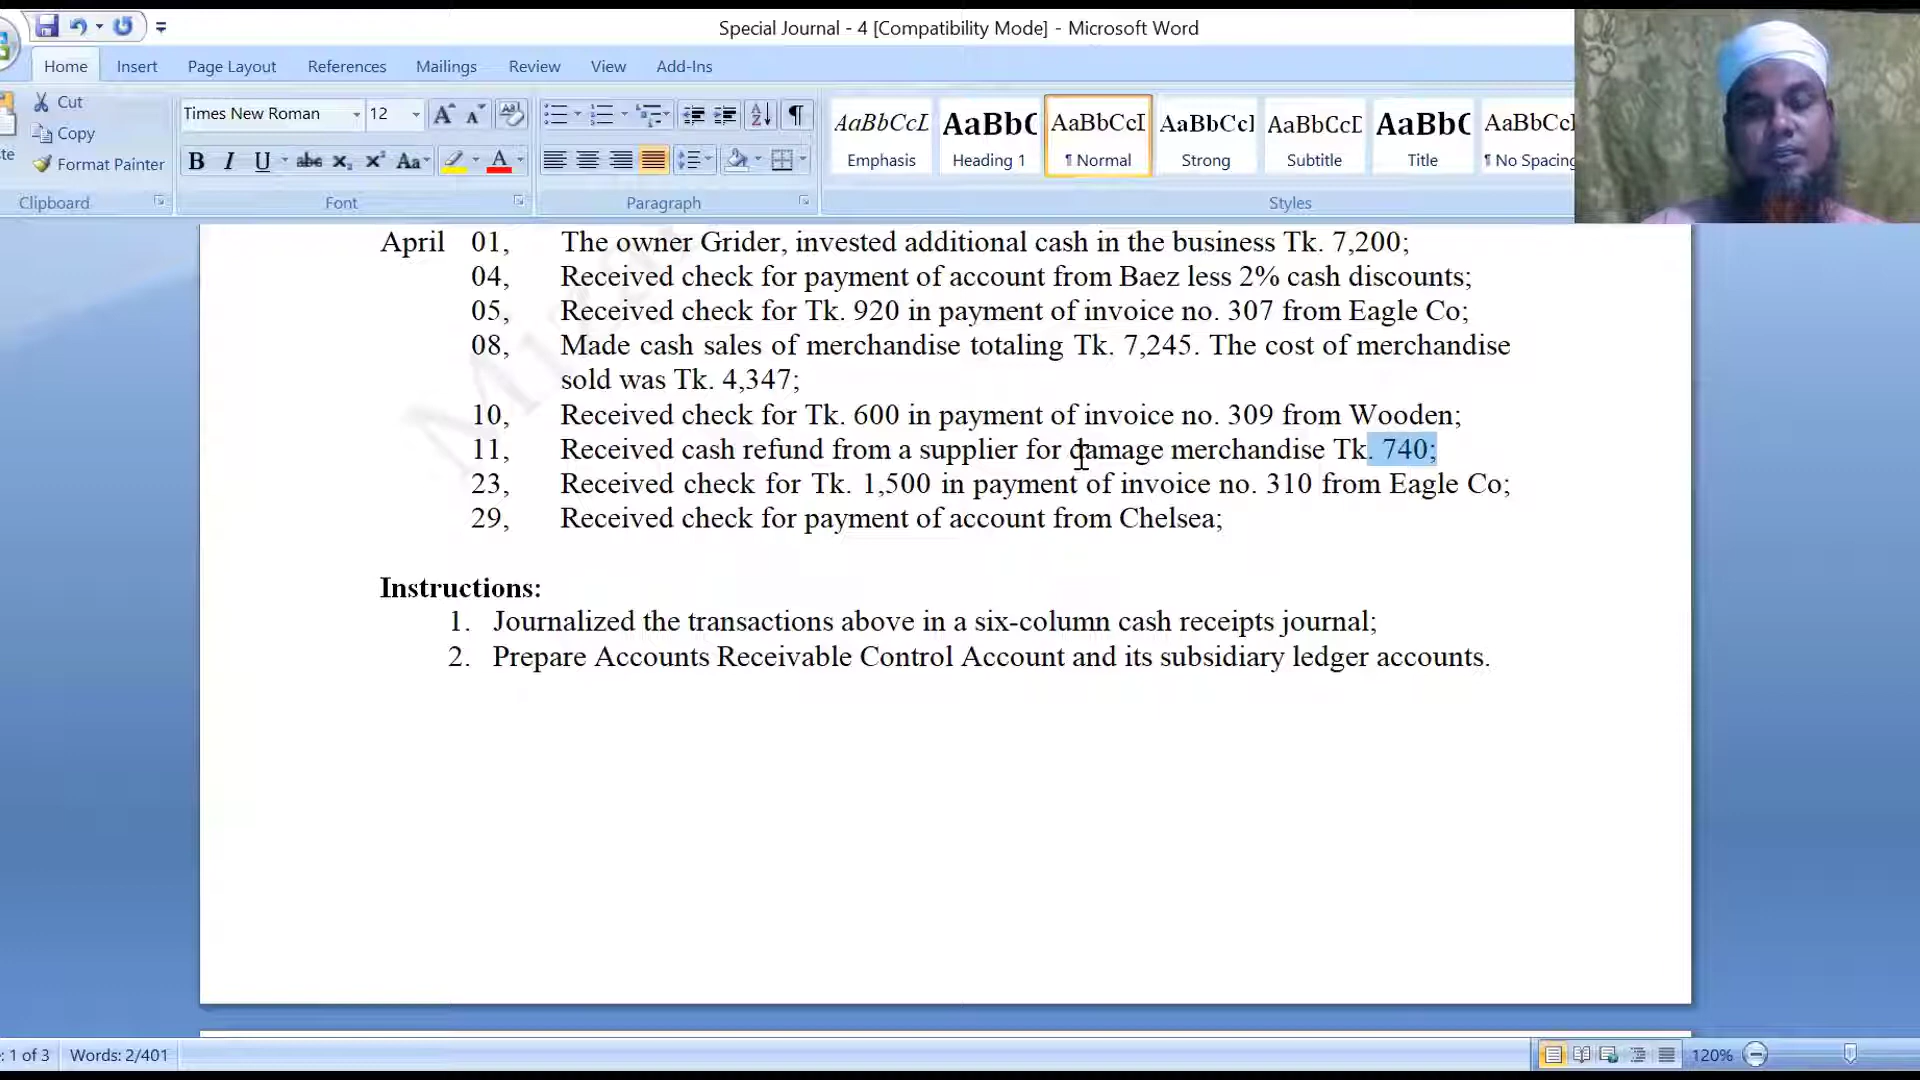 Special Journal - 4 [Compatibility Mode] - Microsoft Word
Home Insert Page Layout References Mailings Review View Add-Ins
Cut
Copy
Format Painter
Clipboard
Times New Roman 12
B I U abc x₂ x² Aa
Font
Paragraph
AaBbCcL AaBbC AaBbCcI AaBbCcI AaBbCcD AaBbC AaBbCcI
Emphasis Heading 1 ¶ Normal Strong Subtitle Title ¶ No Spacing
Styles
April 01, The owner Grider, invested additional cash in the business Tk. 7,200;
04, Received check for payment of account from Baez less 2% cash discounts;
05, Received check for Tk. 920 in payment of invoice no. 307 from Eagle Co;
08, Made cash sales of merchandise totaling Tk. 7,245. The cost of merchandise
sold was Tk. 4,347;
10, Received check for Tk. 600 in payment of invoice no. 309 from Wooden;
11, Received cash refund from a supplier for damage merchandise Tk. 740;
23, Received check for Tk. 1,500 in payment of invoice no. 310 from Eagle Co;
29, Received check for payment of account from Chelsea;
Instructions:
1. Journalized the transactions above in a six-column cash receipts journal;
2. Prepare Accounts Receivable Control Account and its subsidiary ledger accounts.
: 1 of 3 Words: 2/401 120%